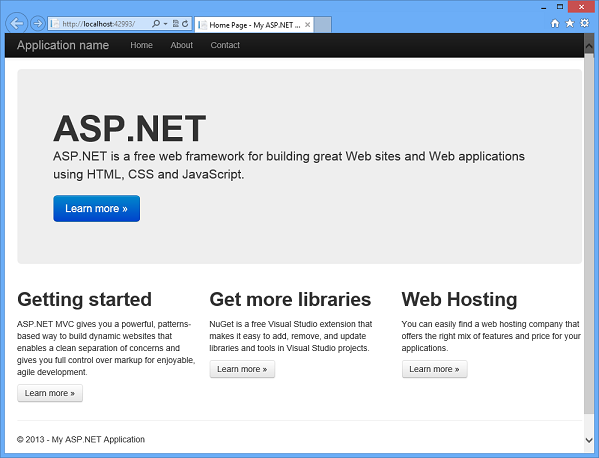 http://localhost:42993/
Home Page - My ASP.NET ...
Application name Home About Contact
ASP.NET
ASP.NET is a free web framework for building great Web sites and Web applications
using HTML, CSS and JavaScript.
Learn more »
Getting started
ASP.NET MVC gives you a powerful, patterns-
based way to build dynamic websites that
enables a clean separation of concerns and
gives you full control over markup for enjoyable,
agile development.
Learn more »
Get more libraries
NuGet is a free Visual Studio extension that
makes it easy to add, remove, and update
libraries and tools in Visual Studio projects.
Learn more »
Web Hosting
You can easily find a web hosting company that
offers the right mix of features and price for your
applications.
Learn more »
© 2013 - My ASP.NET Application